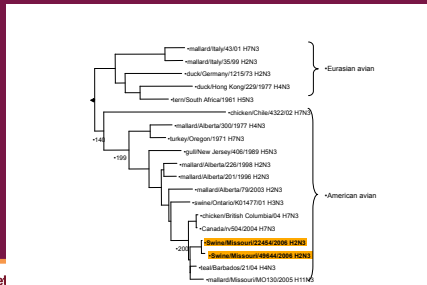 •mallard/Italy/43/01 H7N3
•mallard/Italy/35/99 H2N3
•Eurasian avian
•duck/Germany/1215/73 H2N3
•duck/Hong Kong/229/1977 H4N3
•tern/South Africa/1961 H5N3
•chicken/Chile/4322/02 H7N3
•140
•mallard/Alberta/300/1977 H4N3
•turkey/Oregon/1971 H7N3
•199
•gull/New Jersey/406/1989 H5N3
•mallard/Alberta/226/1998 H2N3
•mallard/Alberta/201/1996 H2N3
•mallard/Alberta/79/2003 H2N3
•American avian
•swine/Ontario/K01477/01 H3N3
•chicken/British Columbia/04 H7N3
•Canada/rv504/2004 H7N3
•Swine/Missouri/22454/2006 H2N3
•200
•Swine/Missouri/49644/2006 H2N3
•teal/Barbados/21/04 H4N3
•mallard/Missouri/MO130/2005 H11N3